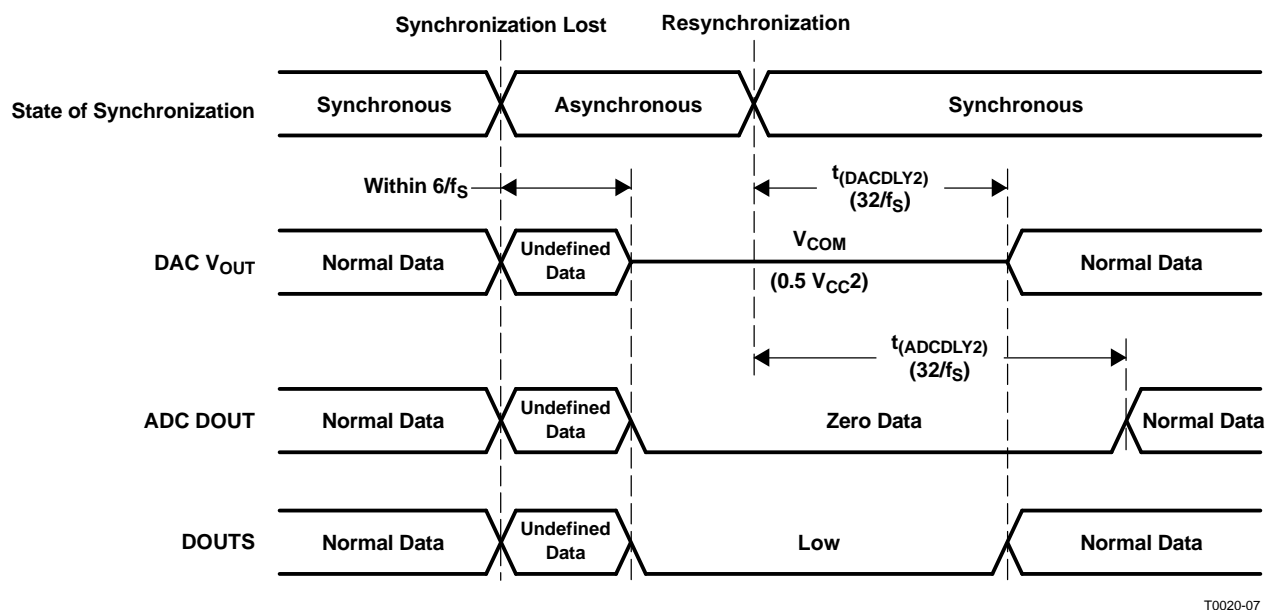 Synchronization Lost Resynchronization
State of Synchronization Synchronous Asynchronous Synchronous
Within 6/fS
t(DACDLY2)
(32/fS)
DAC VOUT Normal Data Undefined Data VCOM
(0.5 VCC2) Normal Data
t(ADCDLY2)
(32/fS)
ADC DOUT Normal Data Undefined Data Zero Data Normal Data
DOUTS Normal Data Undefined Data Low Normal Data
T0020-07